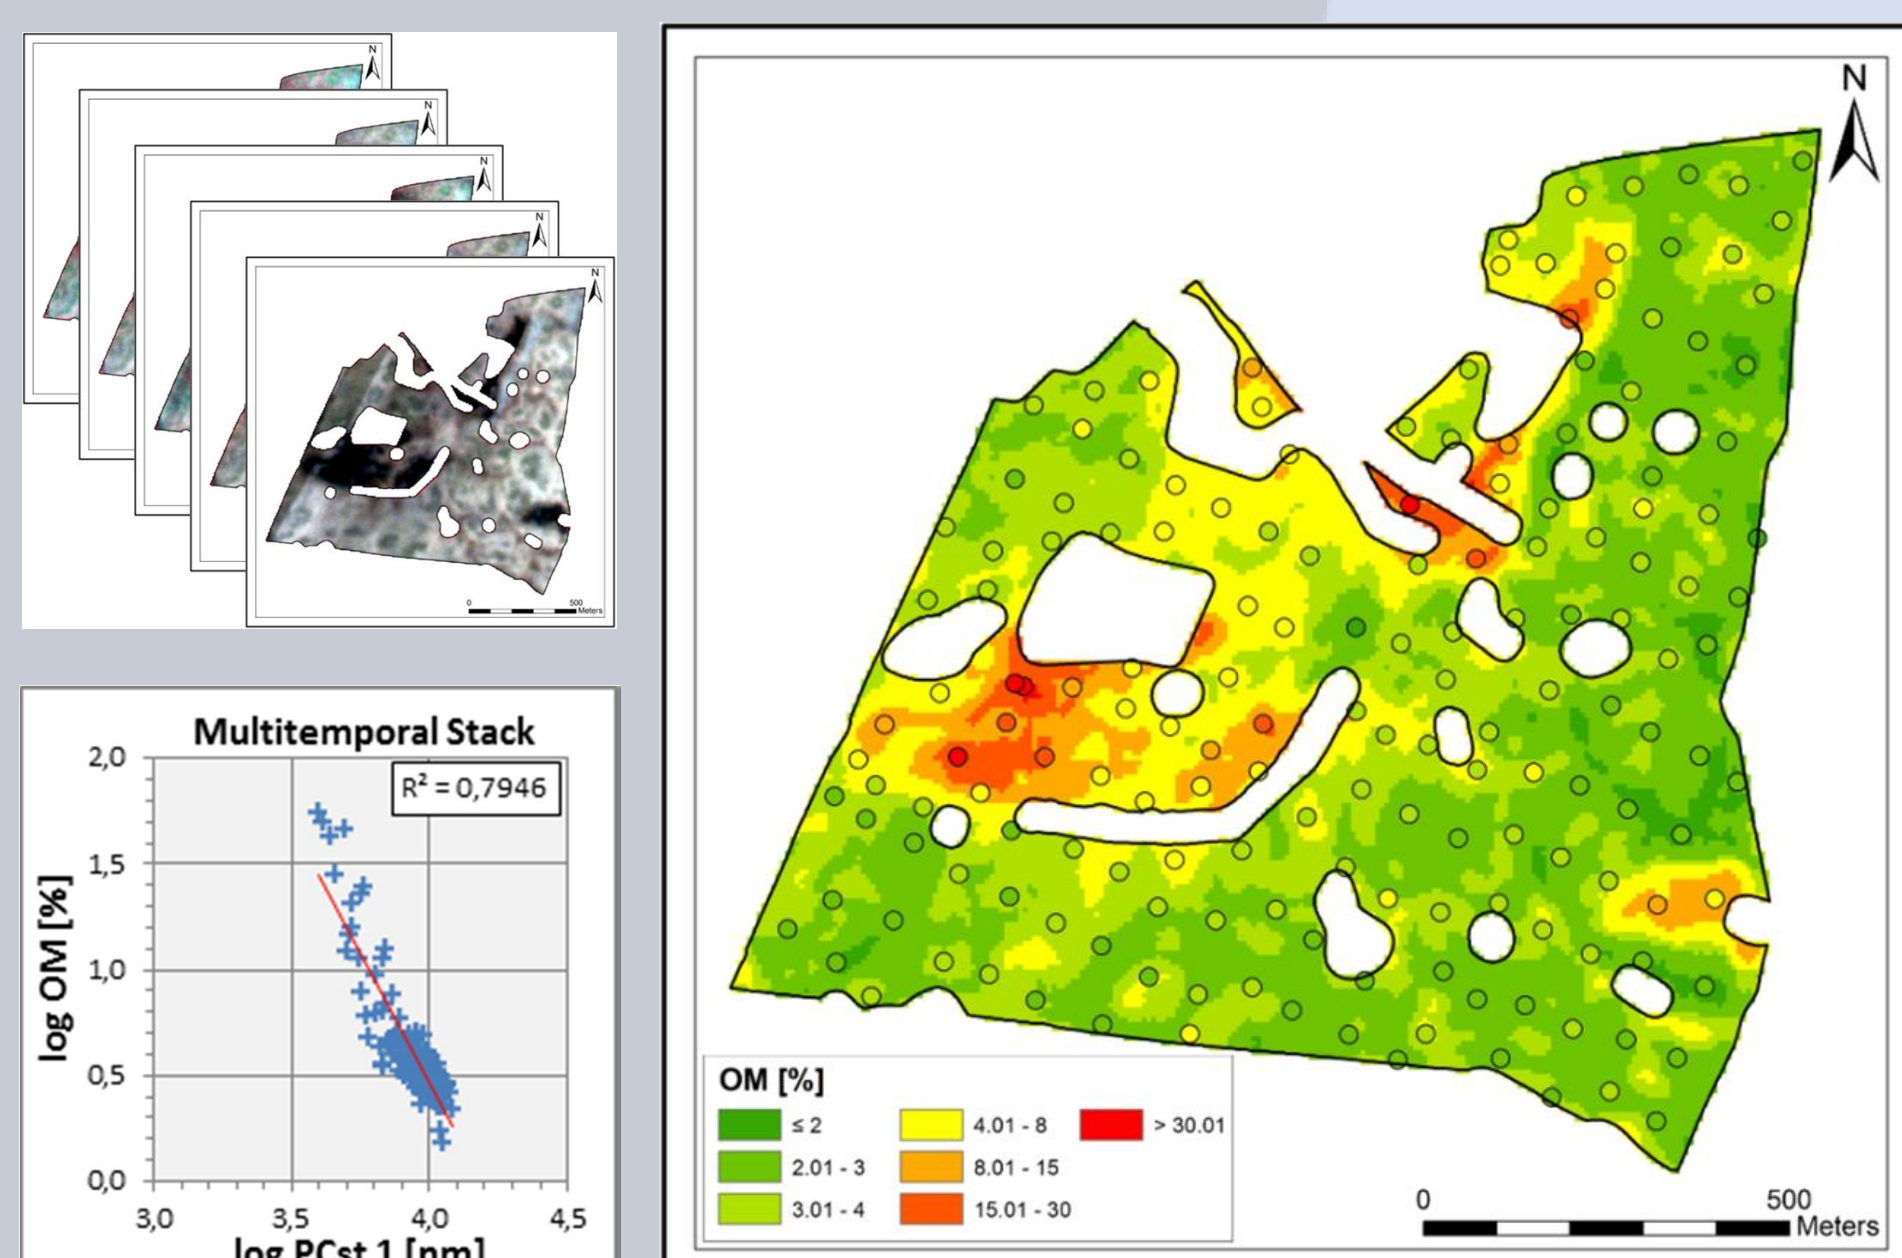 N
N
N
N
N
0 500
Meters
Multitemporal Stack
R² = 0,7946
2,0
1,5
1,0
0,5
0,0
log OM [%]
3,0 3,5 4,0 4,5
log PCst 1 [nm]
N
OM [%]
≤ 2
2.01 - 3
3.01 - 4
4.01 - 8
8.01 - 15
15.01 - 30
> 30.01
0 500
Meters